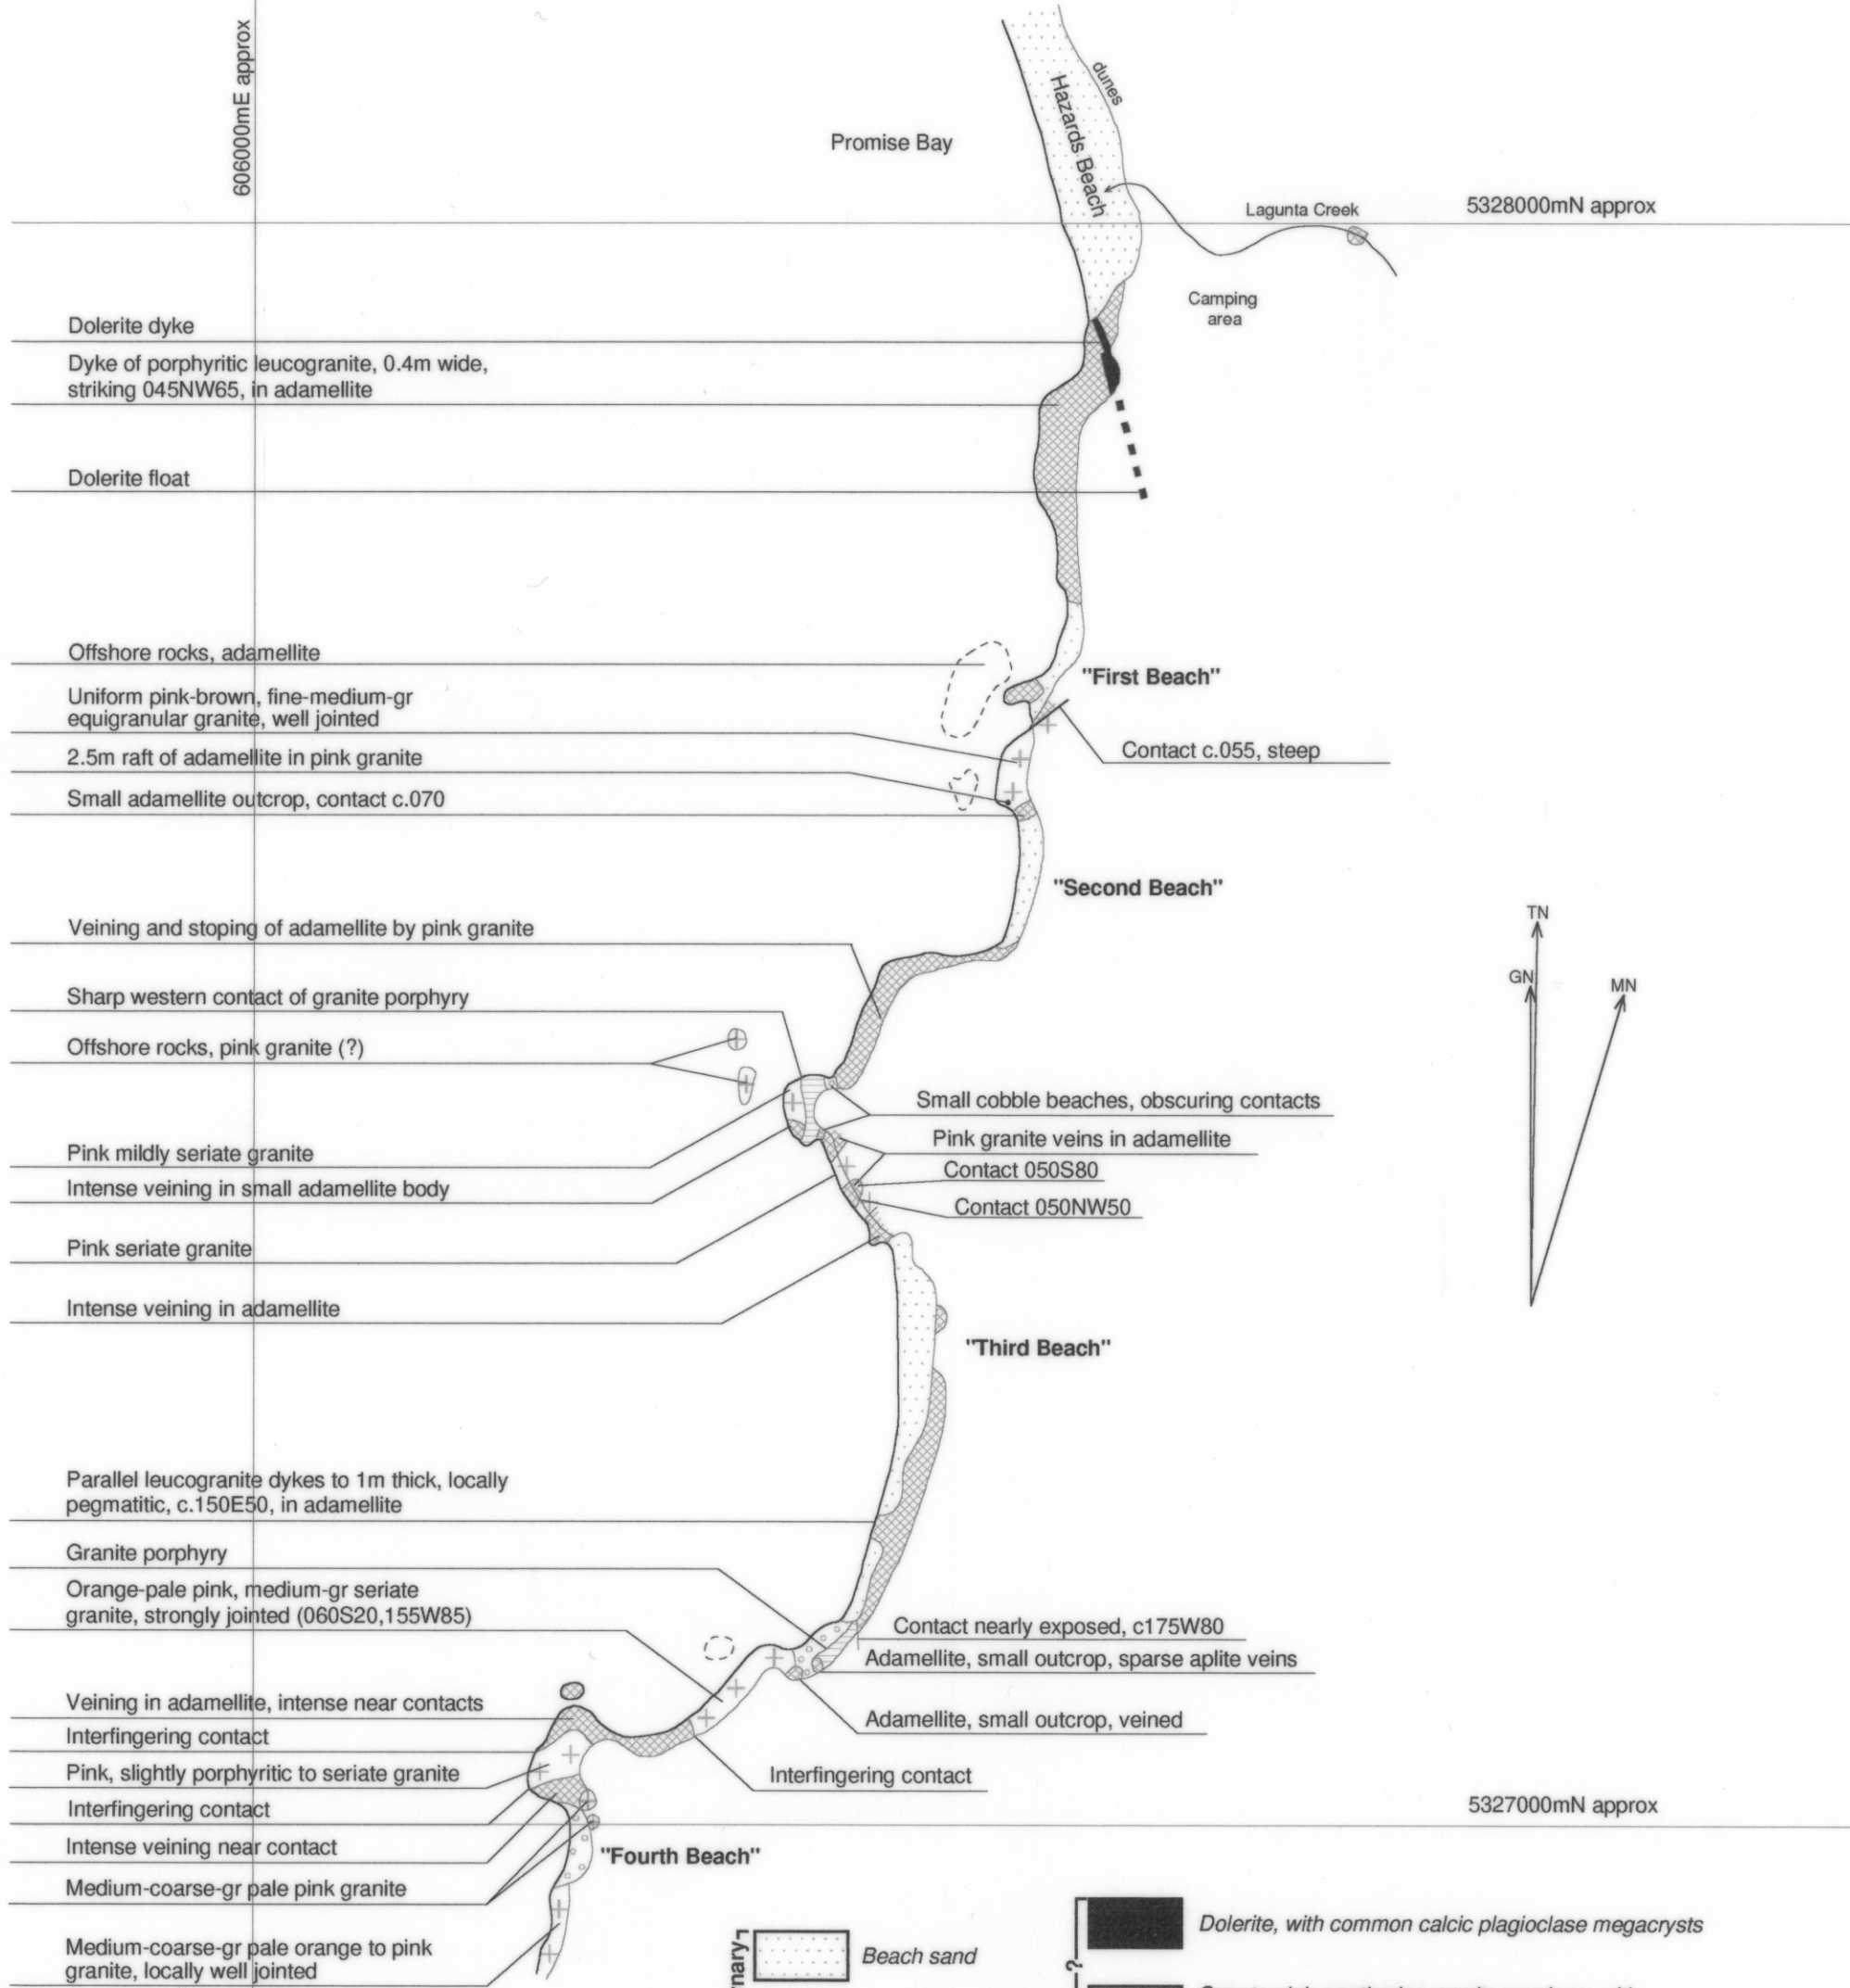 606000mE approx
dunes
Hazards Beach
Promise Bay
Lagunta Creek
5328000mN approx
Camping
area
Dolerite dyke
Dyke of porphyritic leucogranite, 0.4m wide,
striking 045NW65, in adamellite
Dolerite float
Offshore rocks, adamellite
"First Beach"
Uniform pink-brown, fine-medium-gr
equigranular granite, well jointed
Contact c.055, steep
2.5m raft of adamellite in pink granite
Small adamellite outcrop, contact c.070
"Second Beach"
TN
GN
MN
Veining and stoping of adamellite by pink granite
Sharp western contact of granite porphyry
Offshore rocks, pink granite (?)
Small cobble beaches, obscuring contacts
Pink granite veins in adamellite
Pink mildly seriate granite
Contact 050S80
Intense veining in small adamellite body
Contact 050NW50
Pink seriate granite
Intense veining in adamellite
"Third Beach"
Parallel leucogranite dykes to 1m thick, locally
pegmatitic, c.150E50, in adamellite
Granite porphyry
Orange-pale pink, medium-gr seriate
granite, strongly jointed (060S20,155W85)
Contact nearly exposed, c175W80
Adamellite, small outcrop, sparse aplite veins
Veining in adamellite, intense near contacts
Adamellite, small outcrop, veined
Interfingering contact
Pink, slightly porphyritic to seriate granite
Interfingering contact
Interfingering contact
5327000mN approx
Intense veining near contact
"Fourth Beach"
Medium-coarse-gr pale pink granite
Medium-coarse-gr pale orange to pink
granite, locally well jointed
Beach sand
?
Dolerite, with common calcic plagioclase megacrysts